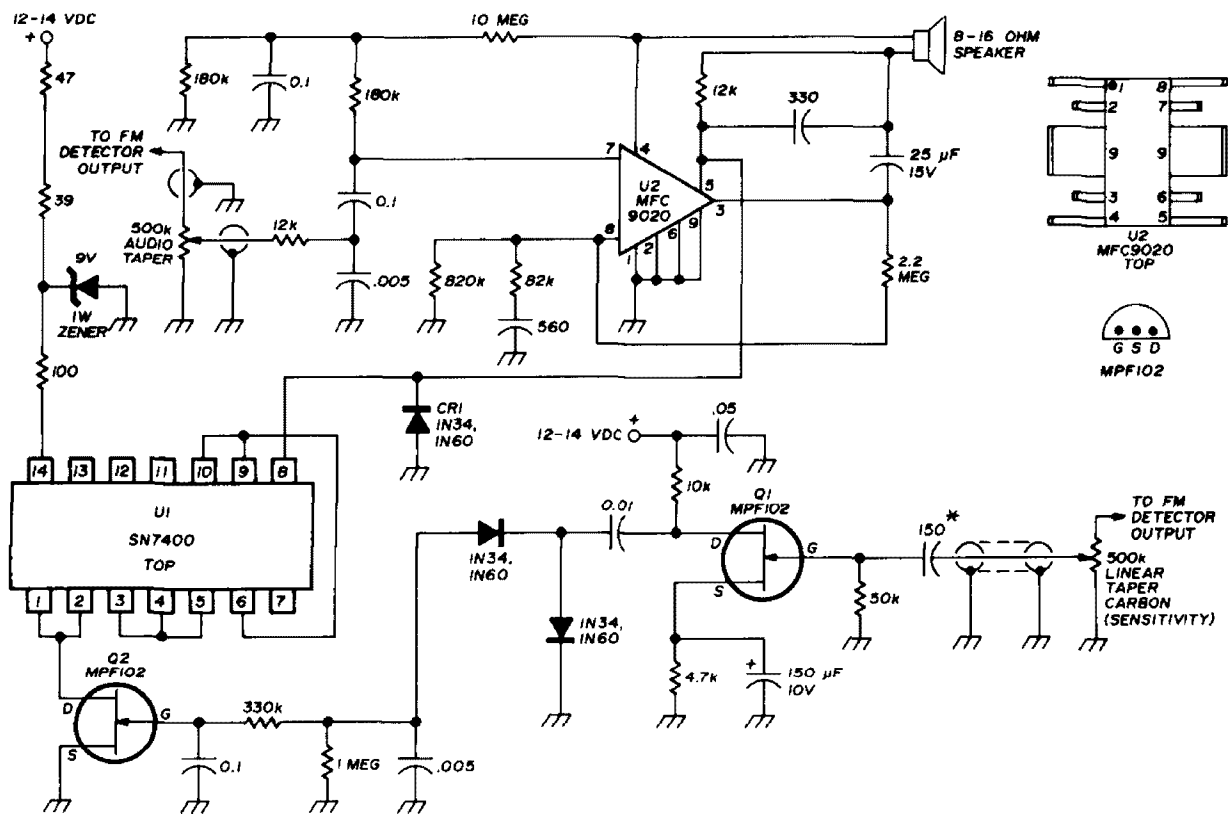 12-14 VDC
+
47
39
9V
1W
ZENER
100
180k
0.1
180k
10 MEG
8-16 OHM
SPEAKER
TO FM
DETECTOR
OUTPUT
500k
AUDIO
TAPER
12k
0.1
.005
7
4
U2
MFC
9020
5
3
8
1
2
6
9
12k
330
25 µF
15V
820k
82k
560
2.2
MEG
1
8
2
7
9
9
3
6
4
5
U2
MFC9020
TOP
G S D
MPF102
CR1
1N34,
1N60
14 13 12 11 10 9 8
U1
SN7400
TOP
1 2 3 4 5 6 7
12-14 VDC
+
.05
10k
0.01
Q1
MPF102
D
G
S
150*
TO FM
DETECTOR
OUTPUT
500k
LINEAR
TAPER
CARBON
(SENSITIVITY)
50k
1N34,
1N60
1N34,
1N60
4.7k
+
150 µF
10V
Q2
MPF102
D
G
S
330k
0.1
1 MEG
.005